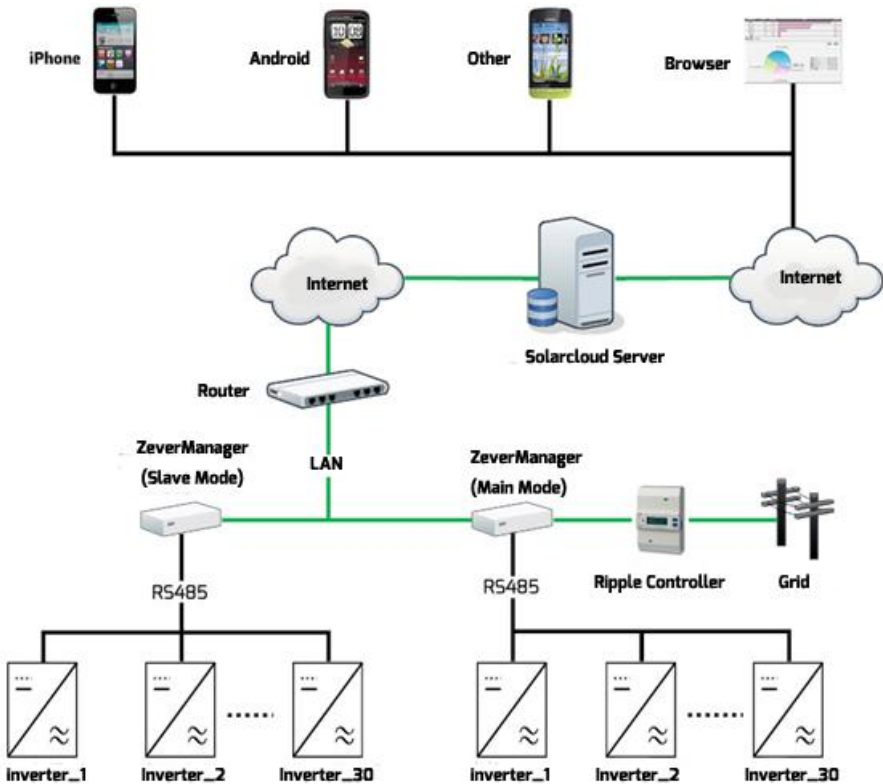 iPhone
Android
Other
Browser
Internet
Internet
Solarcloud Server
Router
ZeverManager
(Slave Mode)
LAN
ZeverManager
(Main Mode)
RS485
RS485
Ripple Controller
Grid
inverter_1
Inverter_2
Inverter_30
inverter_1
Inverter_2
Inverter_30